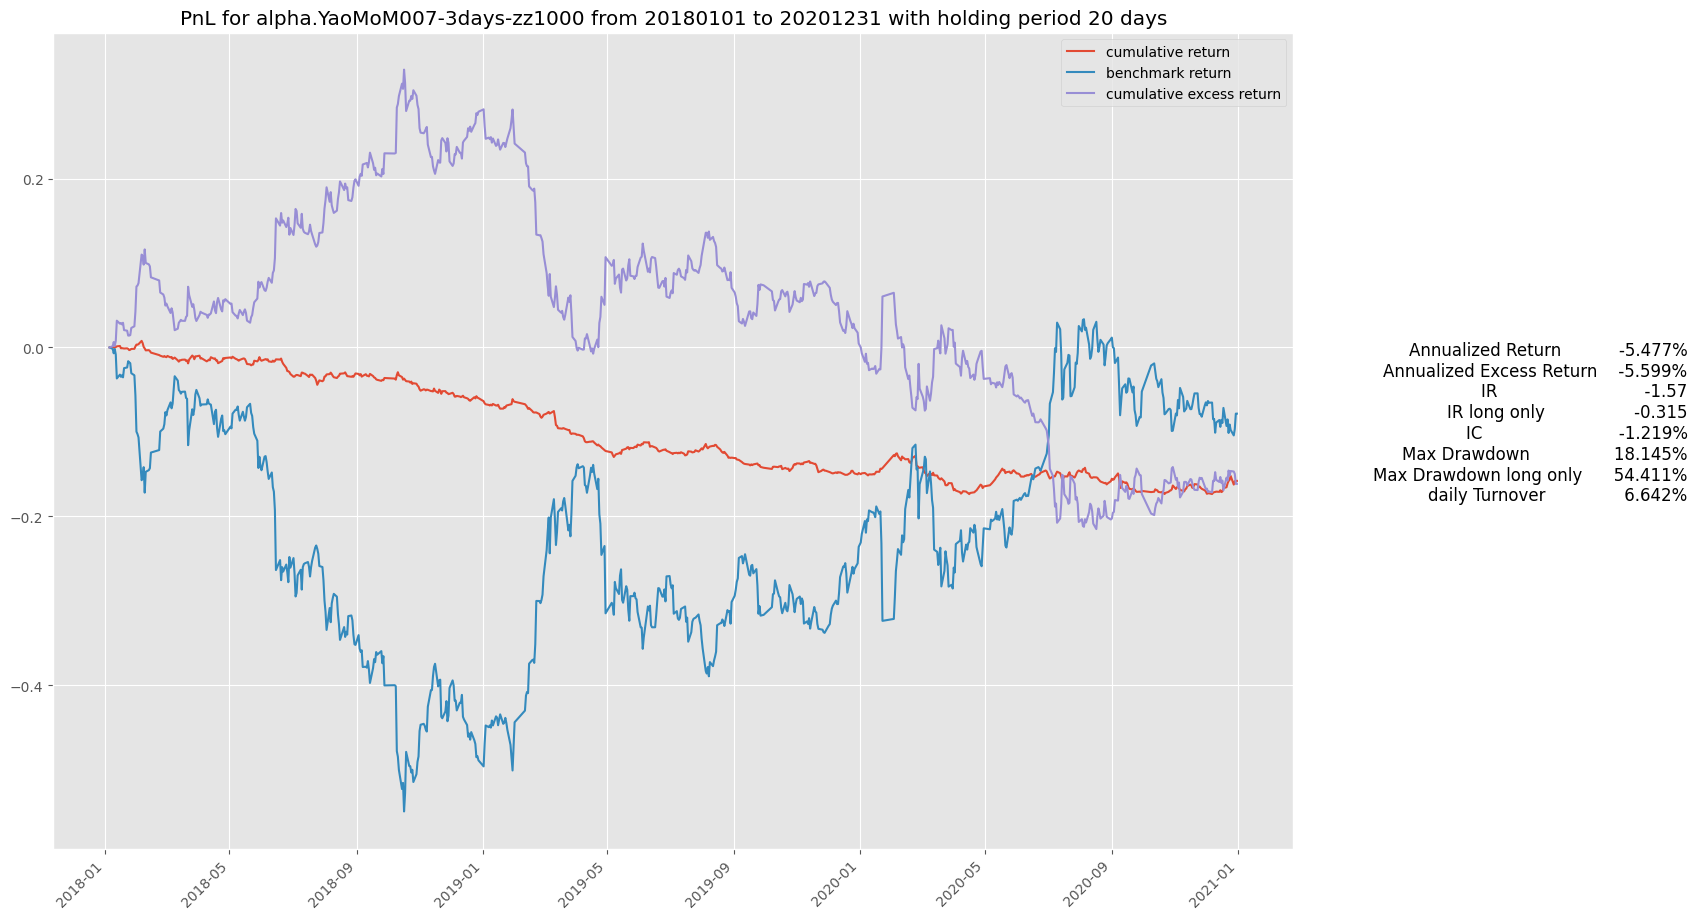 PnL for alpha.YaoMoM007-3days-zz1000 from 20180101 to 20201231 with holding period 20 days
cumulative return
benchmark return
cumulative excess return
0.2
0.0
−0.2
−0.4
2018-01
2018-05
2018-09
2019-01
2019-05
2019-09
2020-01
2020-05
2020-09
2021-01
Annualized Return -5.477%
Annualized Excess Return -5.599%
IR -1.57
IR long only -0.315
IC -1.219%
Max Drawdown 18.145%
Max Drawdown long only 54.411%
daily Turnover 6.642%